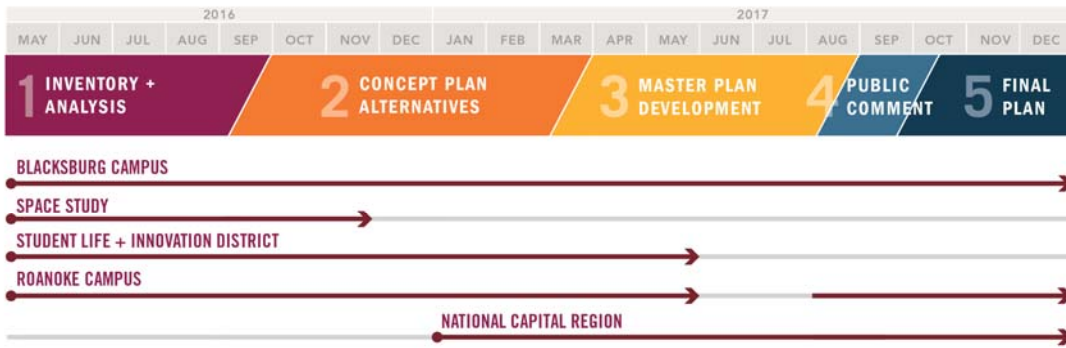 2016 2017
MAY JUN JUL AUG SEP OCT NOV DEC JAN FEB MAR APR MAY JUN JUL AUG SEP OCT NOV DEC
1 INVENTORY +
ANALYSIS
2 CONCEPT PLAN
ALTERNATIVES
3 MASTER PLAN
DEVELOPMENT
4 PUBLIC
COMMENT
5 FINAL
PLAN
BLACKSBURG CAMPUS
SPACE STUDY
STUDENT LIFE + INNOVATION DISTRICT
ROANOKE CAMPUS
NATIONAL CAPITAL REGION